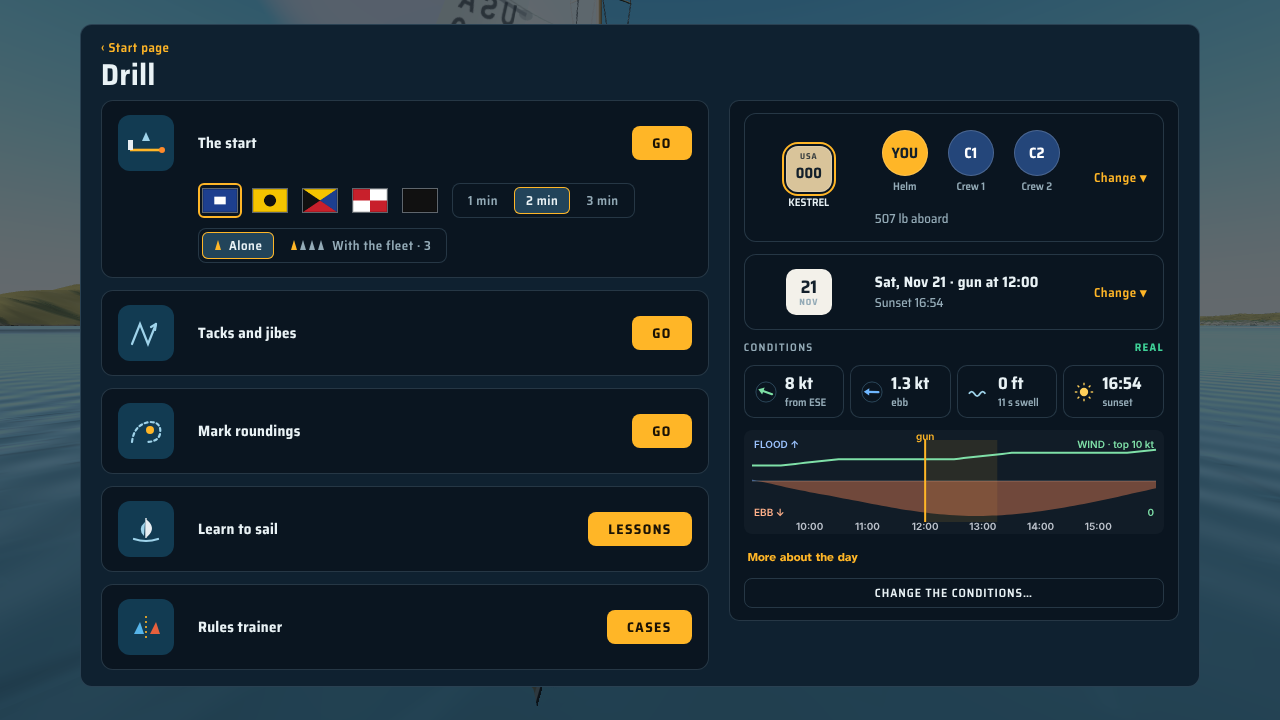 USA
‹ Start page
Drill
The start
GO
1 min
2 min
3 min
Alone
With the fleet · 3
Tacks and jibes
GO
Mark roundings
GO
Learn to sail
LESSONS
Rules trainer
CASES
USA
000
KESTREL
YOU
Helm
C1
Crew 1
C2
Crew 2
507 lb aboard
Change ▾
21
NOV
Sat, Nov 21 · gun at 12:00
Sunset 16:54
Change ▾
CONDITIONS
REAL
8 kt
from ESE
1.3 kt
ebb
0 ft
11 s swell
16:54
sunset
gun
FLOOD ↑
WIND · top 10 kt
EBB ↓
0
10:00 11:00 12:00 13:00 14:00 15:00
More about the day
CHANGE THE CONDITIONS…